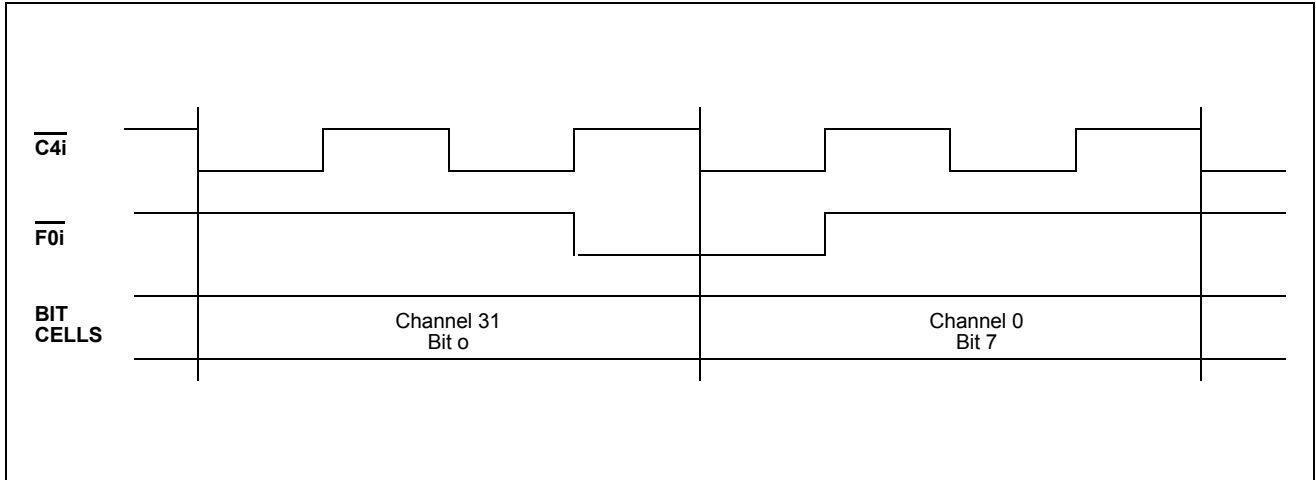 C4i
F0i
BIT
CELLS
Channel 31
Bit o
Channel 0
Bit 7